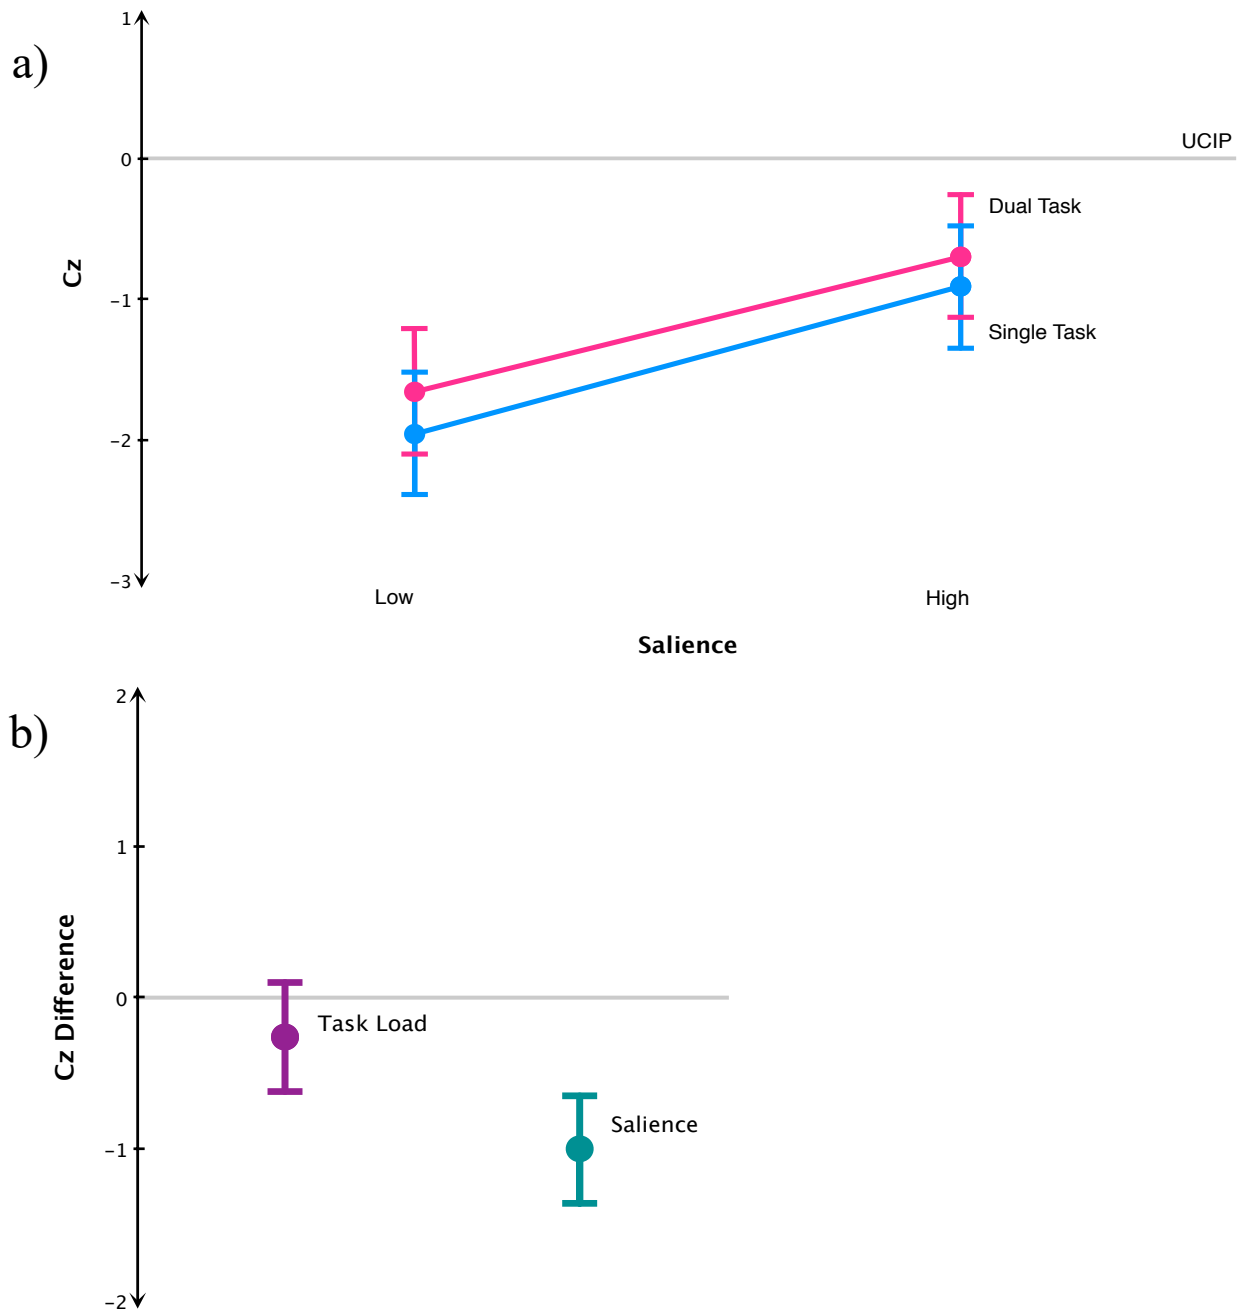 a)
1
0
−1
−2
−3
Cz
UCIP
Dual Task
Single Task
Low
High
Salience
b)
2
1
0
−1
−2
Cz Difference
Task Load
Salience